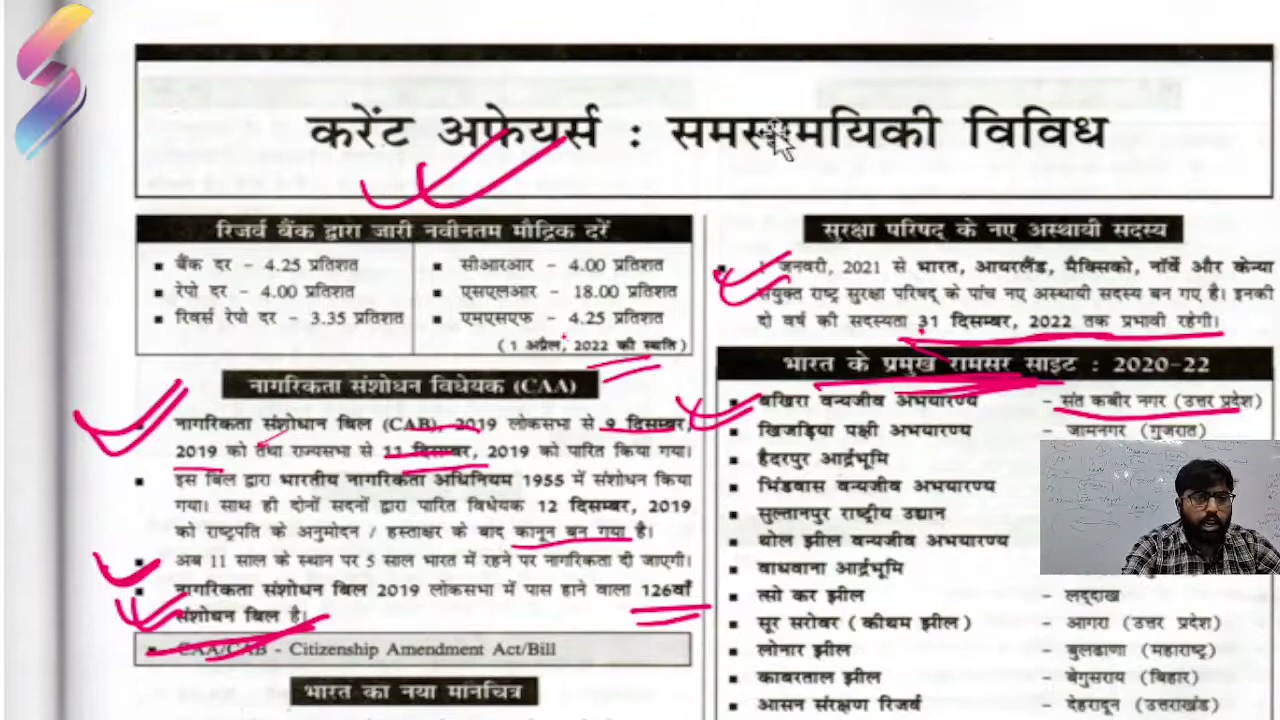 करेंट अफेयर्स : समसामयिकी विविध
रिजर्व बैंक द्वारा जारी नवीनतम मौद्रिक दरें
▪ बैंक दर - 4.25 प्रतिशत
▪ रेपो दर - 4.00 प्रतिशत
▪ रिवर्स रेपो दर - 3.35 प्रतिशत
▪ सीआरआर - 4.00 प्रतिशत
▪ एसएलआर - 18.00 प्रतिशत
▪ एमएसएफ - 4.25 प्रतिशत
(1 अप्रैल, 2022 की स्थति)
नागरिकता संशोधन विधेयक (CAA)
▪ नागरिकता संशोधान बिल (CAB), 2019 लोकसभा से 9 दिसम्बर,
2019 को तथा राज्यसभा से 11 दिसम्बर, 2019 को पारित किया गया।
▪ इस बिल द्वारा भारतीय नागरिकता अधिनियम 1955 में संशोधन किया
गया। साथ ही दोनों सदनों द्वारा पारित विधेयक 12 दिसम्बर, 2019
को राष्ट्रपति के अनुमोदन / हस्ताक्षर के बाद कानून बन गया है।
▪ अब 11 साल के स्थान पर 5 साल भारत में रहने पर नागरिकता दी जाएगी।
▪ नागरिकता संशोधन बिल 2019 लोकसभा में पास हाने वाला 126वाँ
संशोधन बिल है।
▪ CAA/CAB - Citizenship Amendment Act/Bill
भारत का नया मानचित्र
सुरक्षा परिषद् के नए अस्थायी सदस्य
▪ 1 जनवरी, 2021 से भारत, आयरलैंड, मैक्सिको, नॉर्वे और केन्या
संयुक्त राष्ट्र सुरक्षा परिषद् के पांच नए अस्थायी सदस्य बन गए है। इनकी
दो वर्ष की सदस्यता 31 दिसम्बर, 2022 तक प्रभावी रहेगी।
भारत के प्रमुख रामसर साइट : 2020-22
▪ बखिरा वन्यजीव अभयारण्य - संत कबीर नगर (उत्तर प्रदेश)
▪ खिजड़िया पक्षी अभयारण्य - जामनगर (गुजरात)
▪ हैदरपुर आर्द्रभूमि
▪ भिंडवास वन्यजीव अभयारण्य
▪ सुल्तानपुर राष्ट्रीय उद्यान
▪ थोल झील वन्यजीव अभयारण्य
▪ वाधवाना आर्द्रभूमि
▪ त्सो कर झील - लद्दाख
▪ सूर सरोवर (कीथम झील) - आगरा (उत्तर प्रदेश)
▪ लोनार झील - बुलढाणा (महाराष्ट्र)
▪ काबरताल झील - बेगुसराय (बिहार)
▪ आसन संरक्षण रिजर्व - देहरादून (उत्तराखंड)